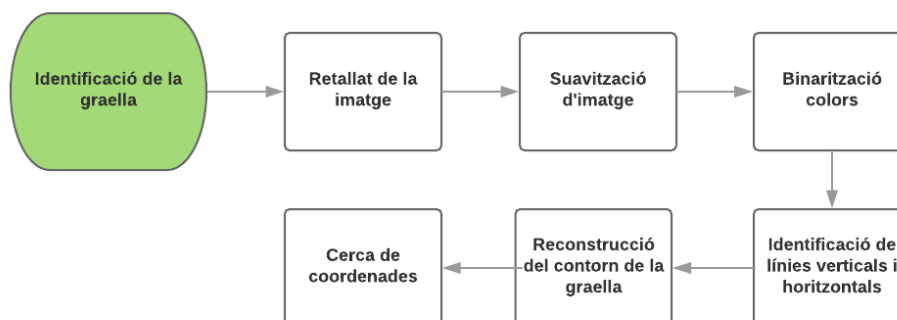 Identificació de la
graella
Retallat de la
imatge
Suavització
d'imatge
Binarització
colors
Identificació de
línies verticals i
horitzontals
Reconstrucció
del contorn de la
graella
Cerca de
coordenades